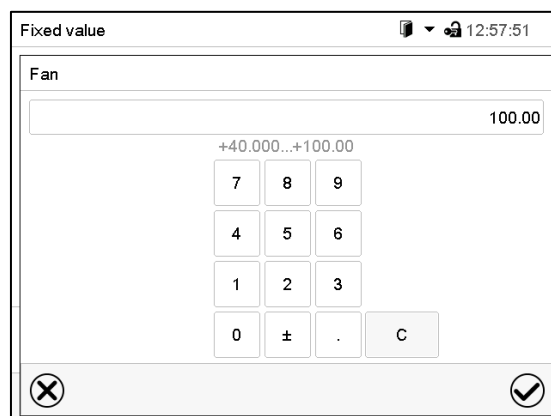 Fixed value 12:57:51
Fan
100.00
+40.000...+100.00
7 8 9
4 5 6
1 2 3
0 ± . C